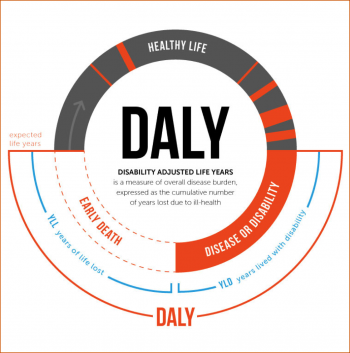 HEALTHY LIFE
DALY
DISABILITY ADJUSTED LIFE YEARS
is a measure of overall disease burden,
expressed as the cumulative number
of years lost due to ill-health
expected
life years
EARLY DEATH
DISEASE OR DISABILITY
YLL years of life lost
YLD years lived with disability
DALY